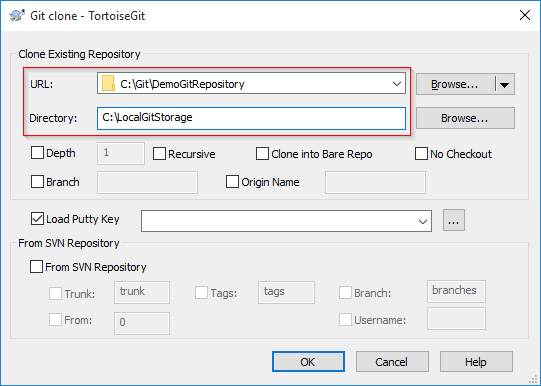 Git clone - TortoiseGit
Clone Existing Repository
URL: C:\Git\DemoGitRepository Browse...
Directory: C:\LocalGitStorage Browse...
Depth 1 Recursive Clone into Bare Repo No Checkout
Branch Origin Name
Load Putty Key ...
From SVN Repository
From SVN Repository
Trunk: trunk Tags: tags Branch: branches
From: 0 Username:
OK Cancel Help